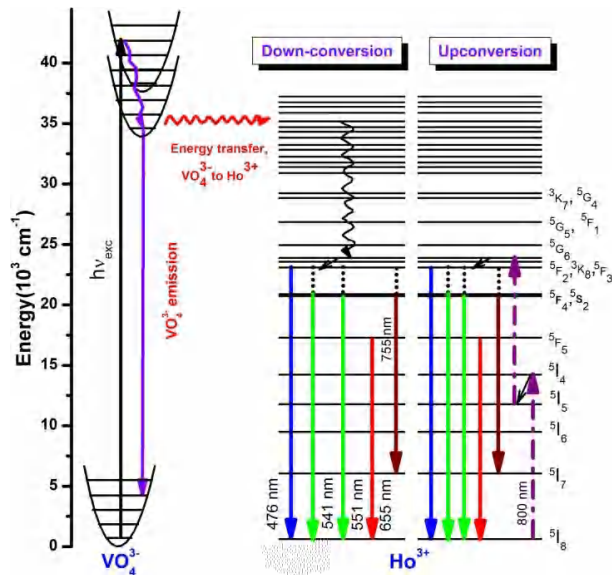 Down-conversion
Upconversion
Energy(10³ cm⁻¹)
40
35
30
25
20
15
10
5
0
hν exc
VO₄³⁻ emission
Energy transfer,
VO₄³⁻ to Ho³⁺
³K₇, ⁵G₄
⁵G₅, ⁵F₁
⁵G₆
⁵F₂,³K₈,⁵F₃
⁵F₄,⁵S₂
⁵F₅
⁵I₄
⁵I₅
⁵I₆
⁵I₇
⁵I₈
476 nm
541 nm
551 nm
655 nm
755 nm
800 nm
VO₄³⁻
Ho³⁺